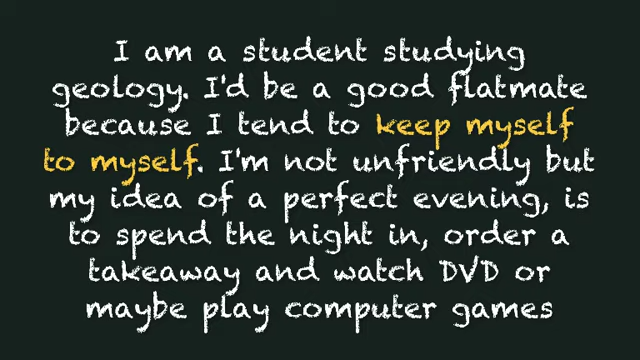 I am a student studying
geology. I'd be a good flatmate
because I tend to keep myself
to myself. I'm not unfriendly but
my idea of a perfect evening, is
to spend the night in, order a
takeaway and watch DVD or
maybe play computer games